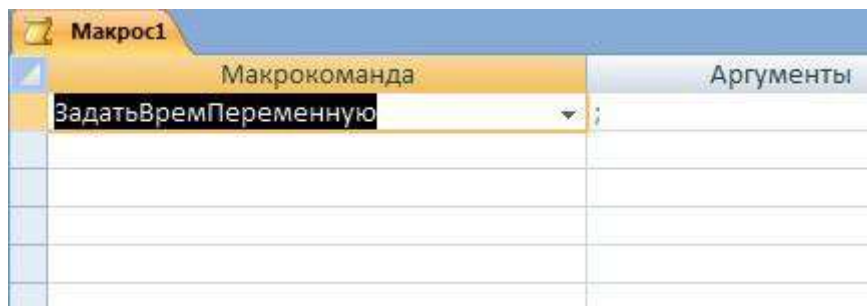 Макрос1
Макрокоманда Аргументы
ЗадатьВремПеременную ;